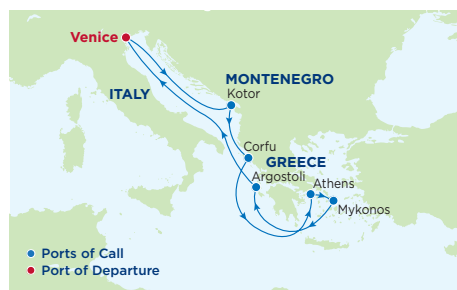 Venice
MONTENEGRO
Kotor
ITALY
Corfu
GREECE
Argostoli
Athens
Mykonos
Ports of Call
Port of Departure